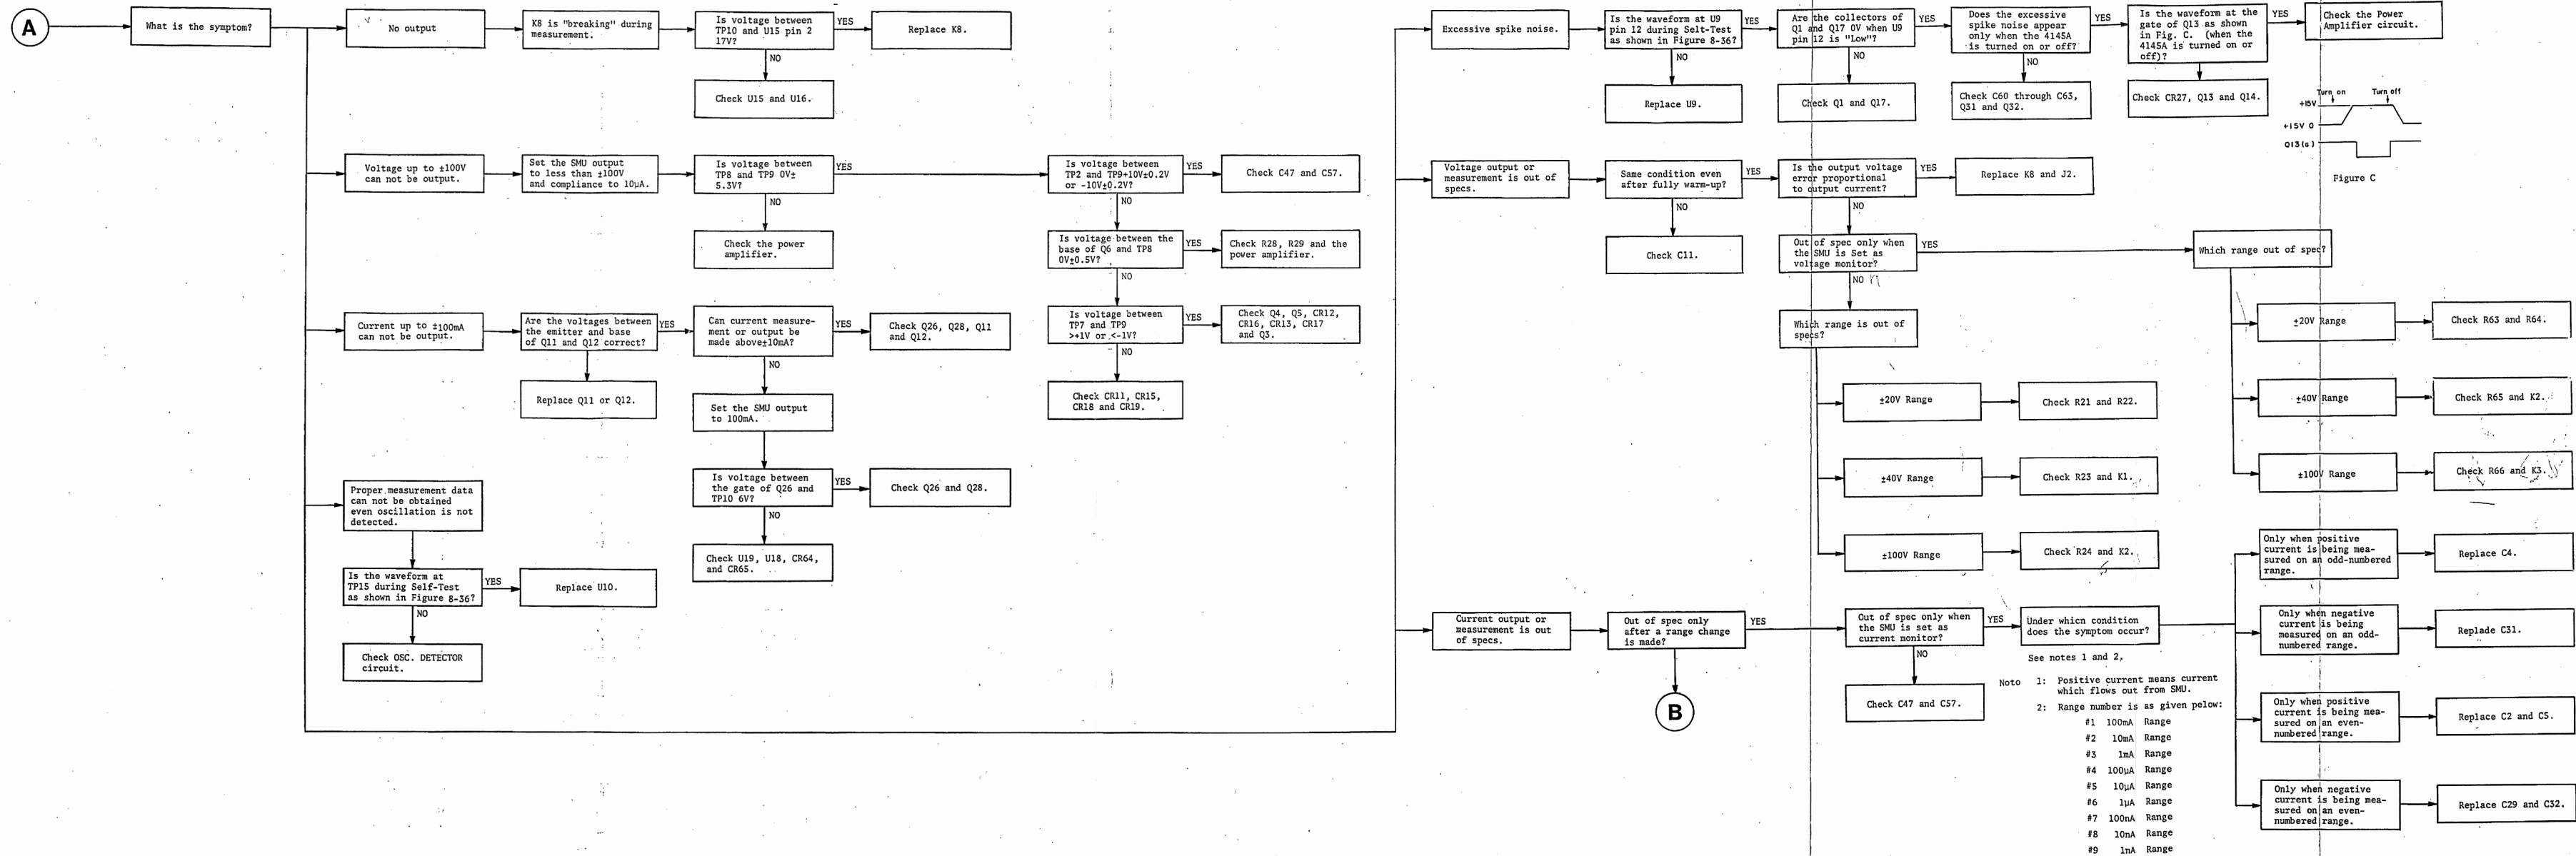 A
What is the symptom?
No output
K8 is "breaking" during
measurement.
Is voltage between
TP10 and U15 pin 2
17V?
YES
Replace K8.
NO
Check U15 and U16.
Voltage up to ±100V
can not be output.
Set the SMU output
to less than ±100V
and compliance to 10µA.
Is voltage between
TP8 and TP9 0V±
5.3V?
YES
NO
Check the power
amplifier.
Is voltage between
TP2 and TP9+10V±0.2V
or -10V±0.2V?
YES
Check C47 and C57.
NO
Is voltage between the
base of Q6 and TP8
0V±0.5V?
YES
Check R28, R29 and the
power amplifier.
NO
Is voltage between
TP7 and TP9
>+1V or <-1V?
YES
Check Q4, Q5, CR12,
CR16, CR13, CR17
and Q3.
NO
Check CR11, CR15,
CR18 and CR19.
Current up to ±100mA
can not be output.
Are the voltages between
the emitter and base
of Q11 and Q12 correct?
YES
Replace Q11 or Q12.
Can current measure-
ment or output be
made above±10mA?
YES
Check Q26, Q28, Q11
and Q12.
NO
Set the SMU output
to 100mA.
Is voltage between
the gate of Q26 and
TP10 6V?
YES
Check Q26 and Q28.
NO
Check U19, U18, CR64,
and CR65.
Proper measurement data
can not be obtained
even oscillation is not
detected.
Is the waveform at
TP15 during Self-Test
as shown in Figure 8-36?
YES
Replace U10.
NO
Check OSC. DETECTOR
circuit.
Excessive spike noise.
Is the waveform at U9
pin 12 during Selt-Test
as shown in Figure 8-36?
YES
NO
Replace U9.
Are the collectors of
Q1 and Q17 0V when U9
pin 12 is "Low"?
YES
NO
Check Q1 and Q17.
Does the excessive
spike noise appear
only when the 4145A
is turned on or off?
YES
NO
Check C60 through C63,
Q31 and Q32.
Is the waveform at the
gate of Q13 as shown
in Fig. C. (when the
4145A is turned on or
off)?
YES
Check the Power
Amplifier circuit.
Check CR27, Q13 and Q14.
Turn on
Turn off
+15V
+15V 0
Q13(G)
Figure C
Voltage output or
measurement is out of
specs.
Same condition even
after fully warm-up?
YES
NO
Check C11.
Is the output voltage
error proportional
to output current?
YES
Replace K8 and J2.
NO
Out of spec only when
the SMU is Set as
voltage monitor?
YES
NO
Which range is out of
specs?
±20V Range
Check R21 and R22.
±40V Range
Check R23 and K1.
±100V Range
Check R24 and K2.
Which range out of spec?
±20V Range
Check R63 and R64.
±40V Range
Check R65 and K2.
±100V Range
Check R66 and K3.
Current output or
measurement is out
of specs.
Out of spec only
after a range change
is made?
YES
B
Out of spec only when
the SMU is set as
current monitor?
YES
NO
Check C47 and C57.
Under whicn condition
does the symptom occur?
See notes 1 and 2,
Noto 1: Positive current means current
which flows out from SMU.
2: Range number is as given pelow:
#1 100mA Range
#2 10mA Range
#3 1mA Range
#4 100µA Range
#5 10µA Range
#6 1µA Range
#7 100nA Range
#8 10nA Range
#9 1nA Range
Only when positive
current is being mea-
sured on an odd-numbered
range.
Replace C4.
Only when negative
current is being
measured on an odd-
numbered range.
Replade C31.
Only when positive
current is being mea-
sured on an even-
numbered range.
Replace C2 and C5.
Only when negative
current is being mea-
sured on an even-
numbered range.
Replace C29 and C32.